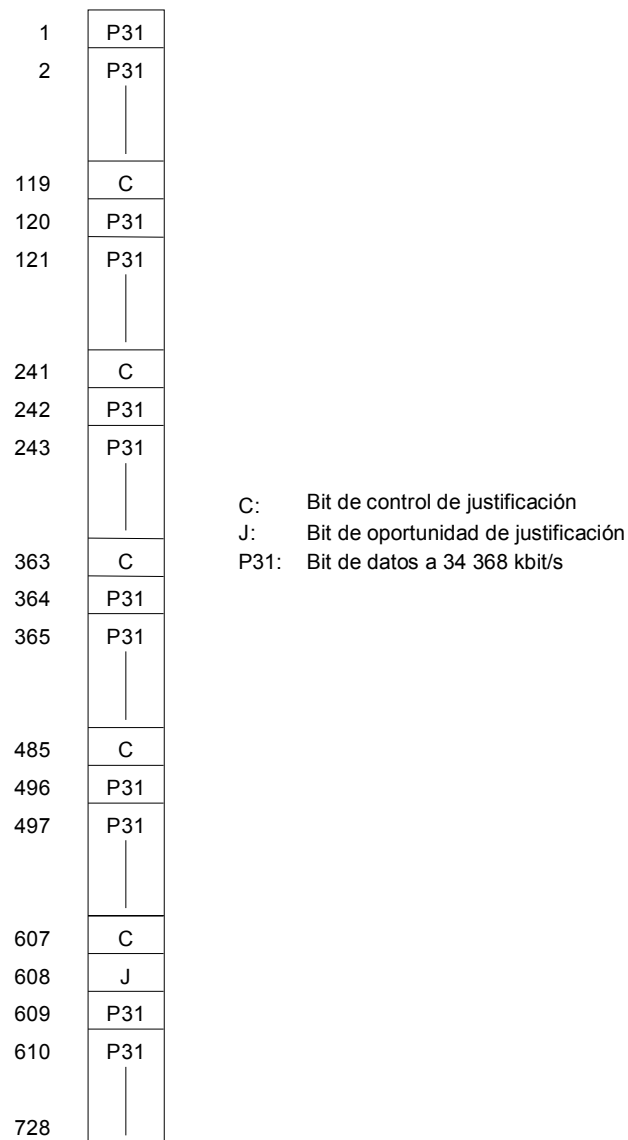 1 P31
2 P31
119 C
120 P31
121 P31
241 C
242 P31
243 P31
C: Bit de control de justificación
J: Bit de oportunidad de justificación
363 C P31: Bit de datos a 34 368 kbit/s
364 P31
365 P31
485 C
496 P31
497 P31
607 C
608 J
609 P31
610 P31
728